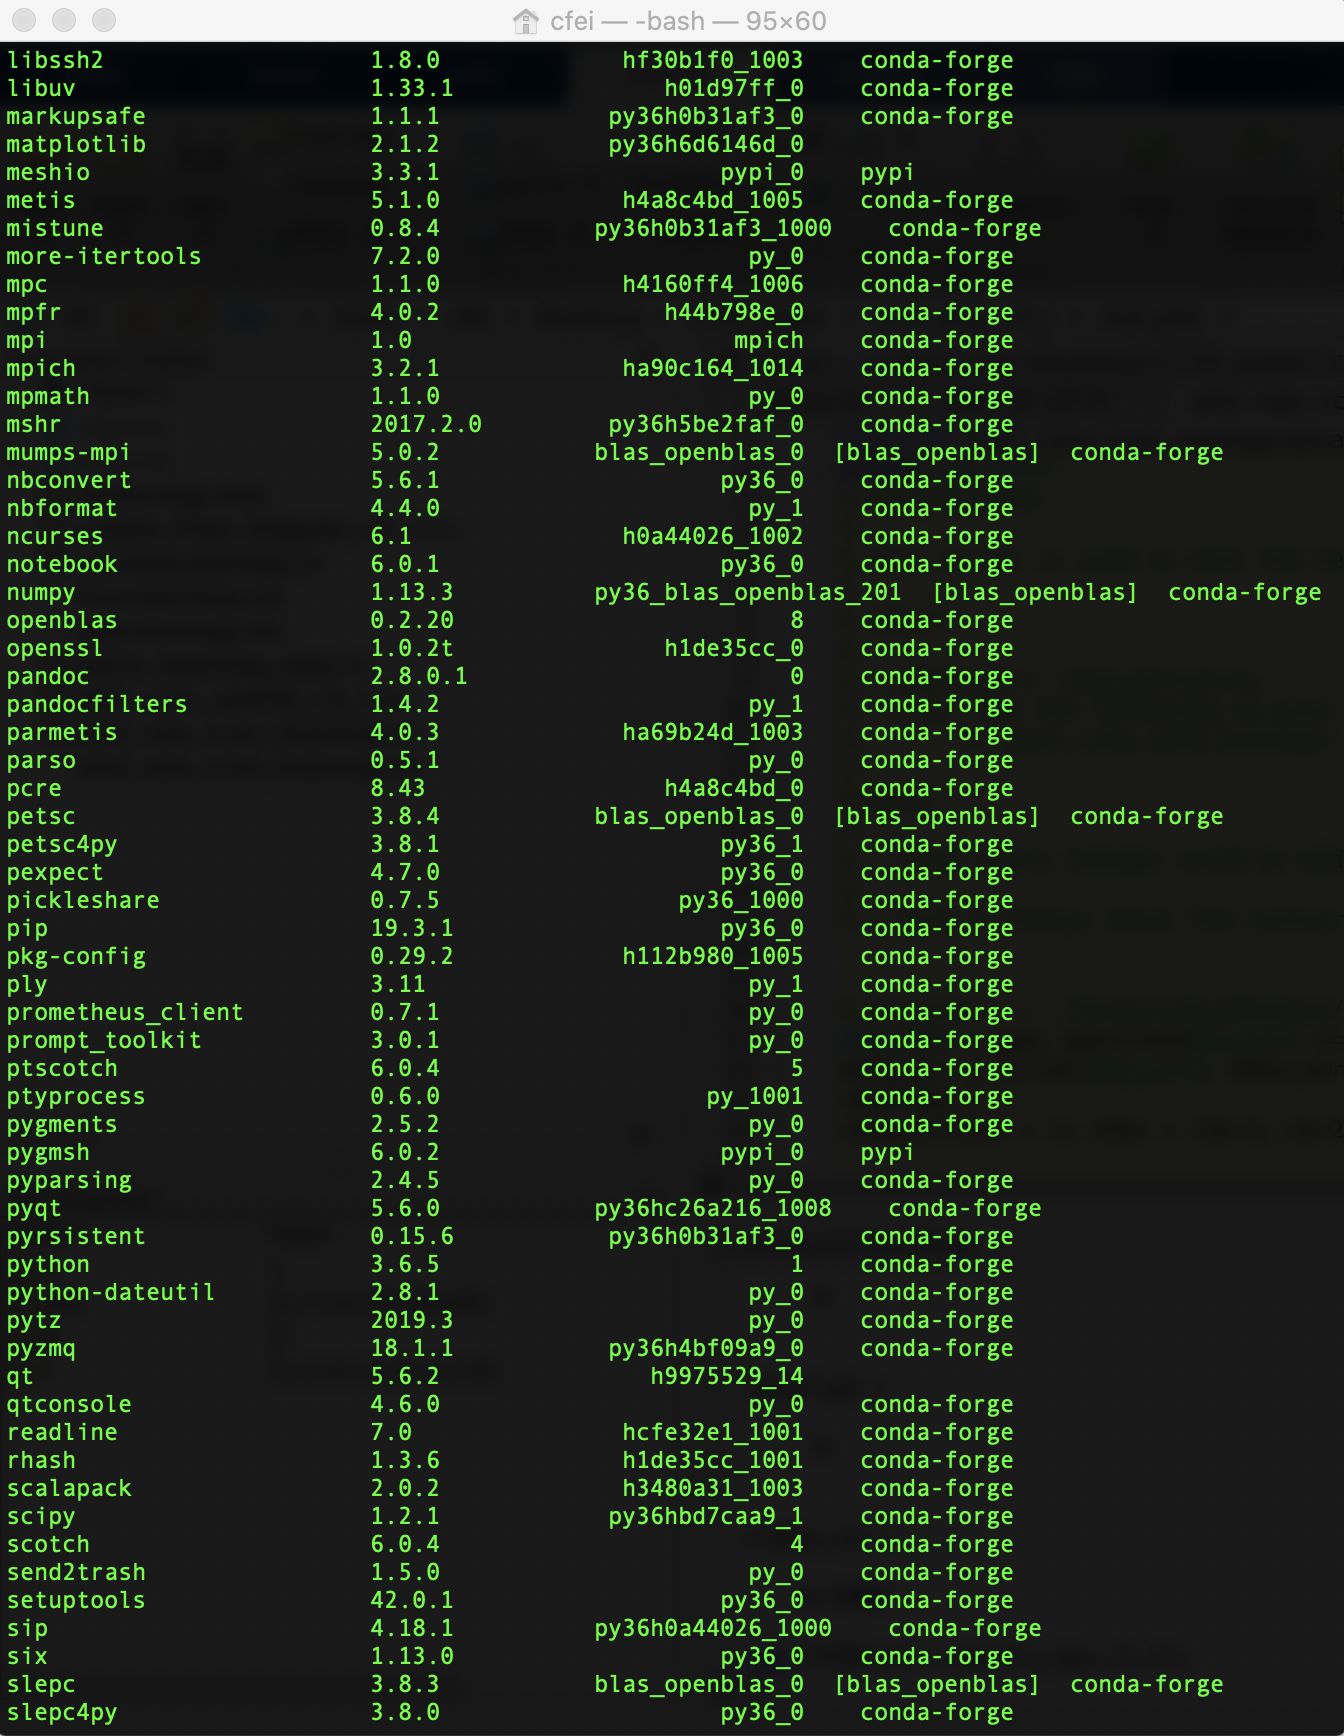 cfei — -bash — 95×60
libssh2 1.8.0 hf30b1f0_1003 conda-forge
libuv 1.33.1 h01d97ff_0 conda-forge
markupsafe 1.1.1 py36h0b31af3_0 conda-forge
matplotlib 2.1.2 py36h6d6146d_0
meshio 3.3.1 pypi_0 pypi
metis 5.1.0 h4a8c4bd_1005 conda-forge
mistune 0.8.4 py36h0b31af3_1000 conda-forge
more-itertools 7.2.0 py_0 conda-forge
mpc 1.1.0 h4160ff4_1006 conda-forge
mpfr 4.0.2 h44b798e_0 conda-forge
mpi 1.0 mpich conda-forge
mpich 3.2.1 ha90c164_1014 conda-forge
mpmath 1.1.0 py_0 conda-forge
mshr 2017.2.0 py36h5be2faf_0 conda-forge
mumps-mpi 5.0.2 blas_openblas_0 [blas_openblas] conda-forge
nbconvert 5.6.1 py36_0 conda-forge
nbformat 4.4.0 py_1 conda-forge
ncurses 6.1 h0a44026_1002 conda-forge
notebook 6.0.1 py36_0 conda-forge
numpy 1.13.3 py36_blas_openblas_201 [blas_openblas] conda-forge
openblas 0.2.20 8 conda-forge
openssl 1.0.2t h1de35cc_0 conda-forge
pandoc 2.8.0.1 0 conda-forge
pandocfilters 1.4.2 py_1 conda-forge
parmetis 4.0.3 ha69b24d_1003 conda-forge
parso 0.5.1 py_0 conda-forge
pcre 8.43 h4a8c4bd_0 conda-forge
petsc 3.8.4 blas_openblas_0 [blas_openblas] conda-forge
petsc4py 3.8.1 py36_1 conda-forge
pexpect 4.7.0 py36_0 conda-forge
pickleshare 0.7.5 py36_1000 conda-forge
pip 19.3.1 py36_0 conda-forge
pkg-config 0.29.2 h112b980_1005 conda-forge
ply 3.11 py_1 conda-forge
prometheus_client 0.7.1 py_0 conda-forge
prompt_toolkit 3.0.1 py_0 conda-forge
ptscotch 6.0.4 5 conda-forge
ptyprocess 0.6.0 py_1001 conda-forge
pygments 2.5.2 py_0 conda-forge
pygmsh 6.0.2 pypi_0 pypi
pyparsing 2.4.5 py_0 conda-forge
pyqt 5.6.0 py36hc26a216_1008 conda-forge
pyrsistent 0.15.6 py36h0b31af3_0 conda-forge
python 3.6.5 1 conda-forge
python-dateutil 2.8.1 py_0 conda-forge
pytz 2019.3 py_0 conda-forge
pyzmq 18.1.1 py36h4bf09a9_0 conda-forge
qt 5.6.2 h9975529_14
qtconsole 4.6.0 py_0 conda-forge
readline 7.0 hcfe32e1_1001 conda-forge
rhash 1.3.6 h1de35cc_1001 conda-forge
scalapack 2.0.2 h3480a31_1003 conda-forge
scipy 1.2.1 py36hbd7caa9_1 conda-forge
scotch 6.0.4 4 conda-forge
send2trash 1.5.0 py_0 conda-forge
setuptools 42.0.1 py36_0 conda-forge
sip 4.18.1 py36h0a44026_1000 conda-forge
six 1.13.0 py36_0 conda-forge
slepc 3.8.3 blas_openblas_0 [blas_openblas] conda-forge
slepc4py 3.8.0 py36_0 conda-forge